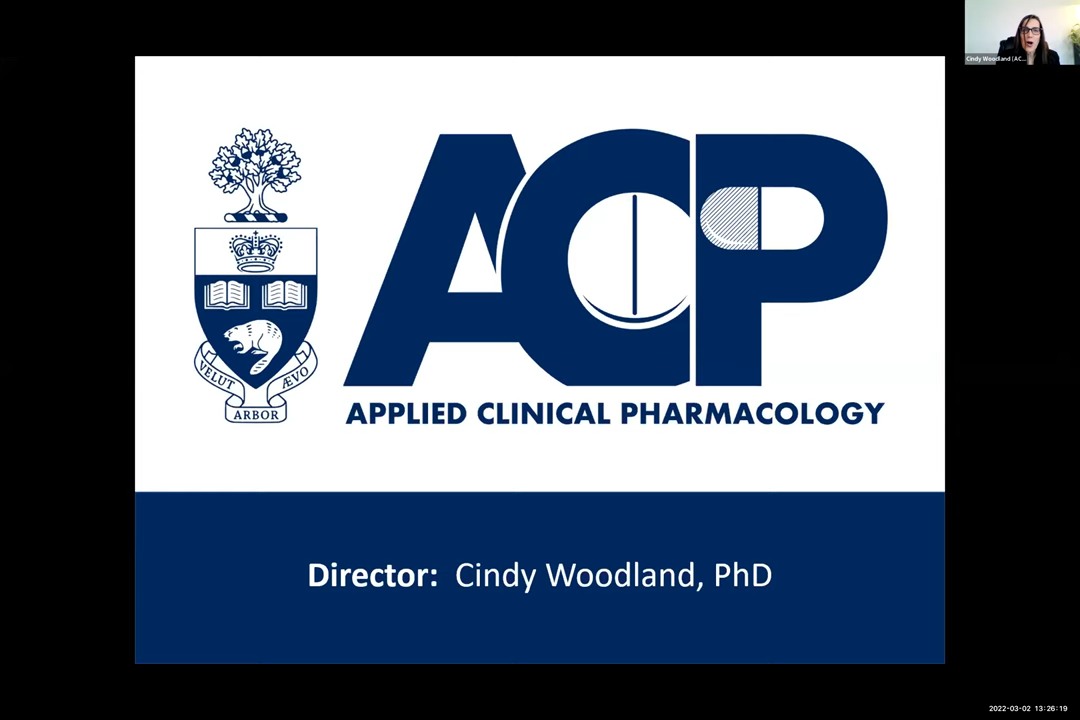 Cindy Woodland (AC...
ACP
VELUT ÆVO
ARBOR
APPLIED CLINICAL PHARMACOLOGY
Director: Cindy Woodland, PhD
2022-03-02 13:26:19